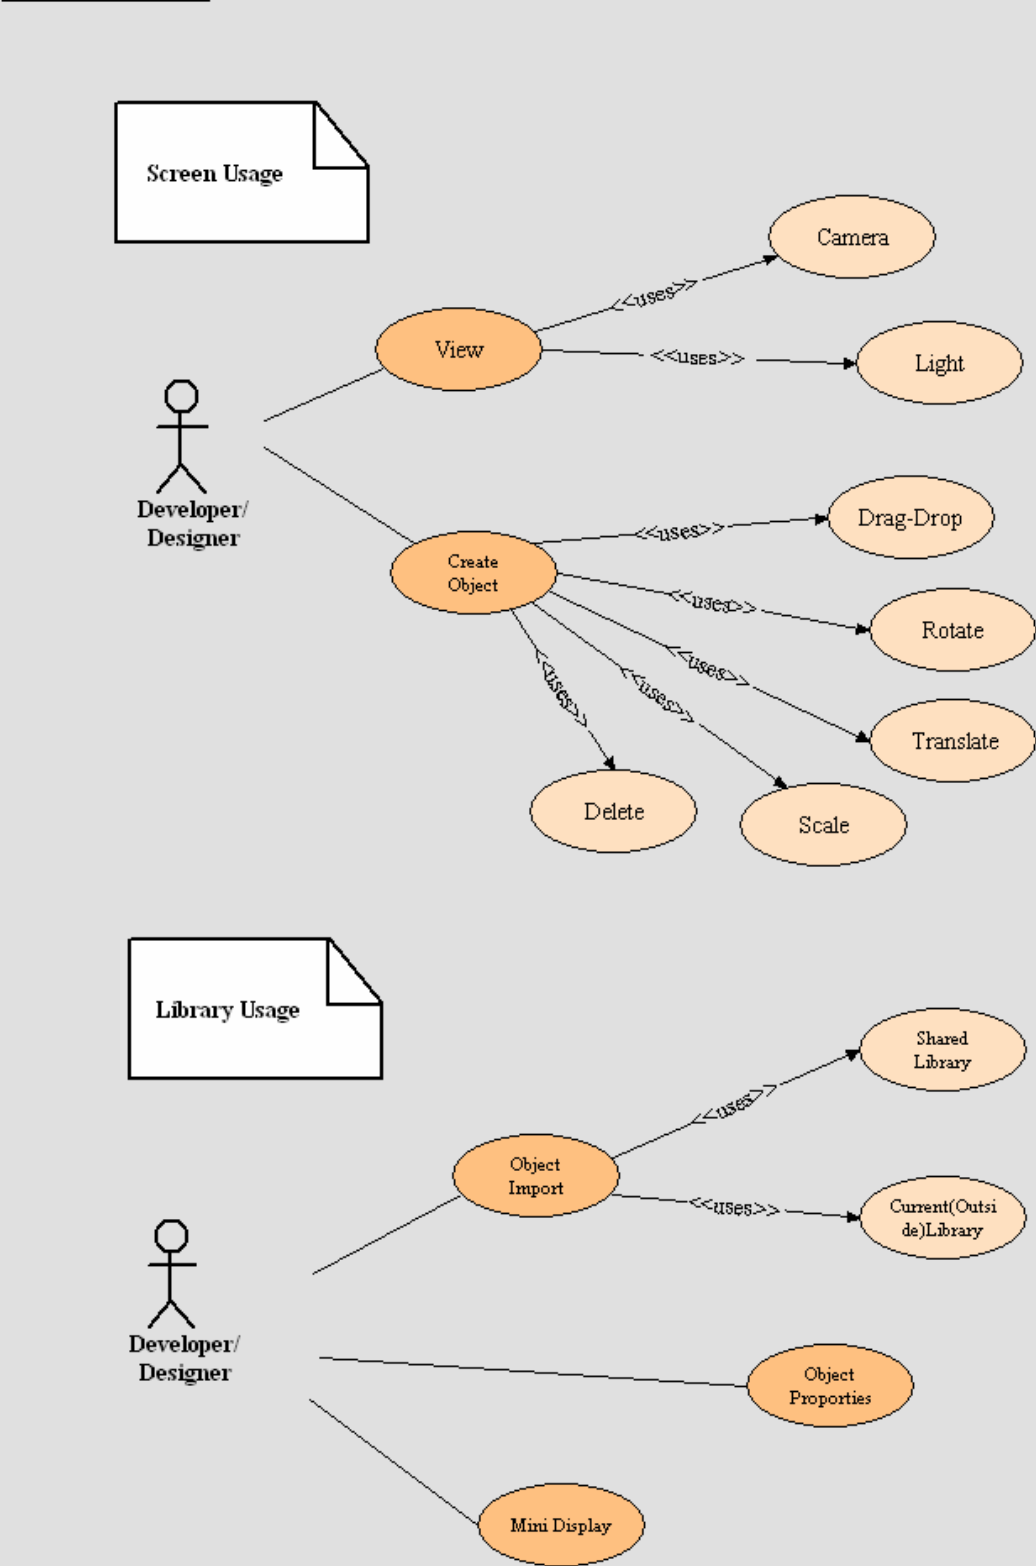 Screen Usage
Camera
<<uses>>
View
<<uses>>
Light
Developer/
Designer
Drag-Drop
<<uses>>
Create
Object
<<uses>>
Rotate
<<uses>>
<<uses>>
<<uses>>
Translate
Delete
Scale
Library Usage
Shared
Library
<<uses>>
Object
Import
<<uses>>
Current(Outsi
de)Library
Developer/
Designer
Object
Proporties
Mini Display